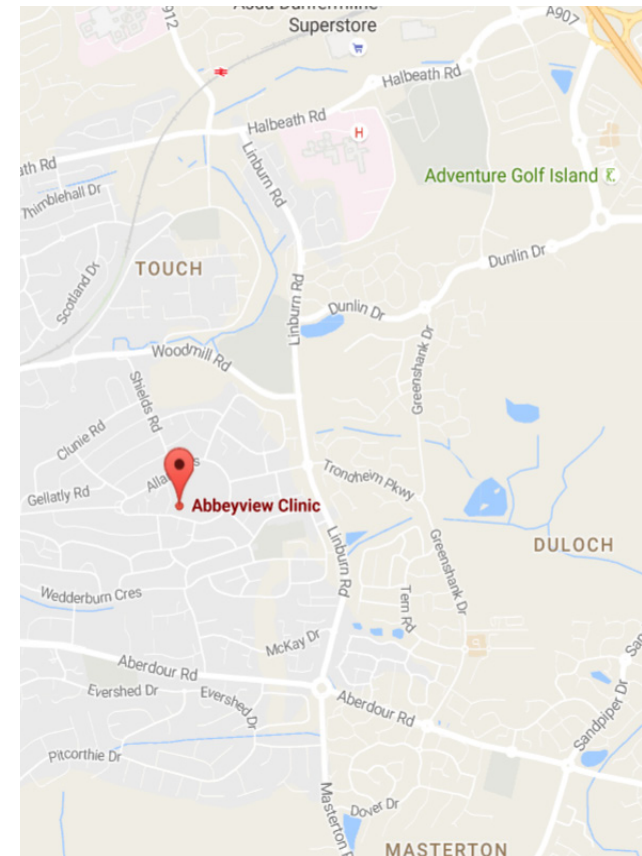 Asda Dunfermline
Superstore
A907
912
Halbeath Rd
H
Halbeath Rd
ath Rd
Linburn Rd
Adventure Golf Island
Thimblehall Dr
Dunlin Dr
TOUCH
Scotland Dr
Linburn Rd
Dunlin Dr
Woodmill Rd
Greenshank Dr
Shields Rd
Clunie Rd
Trondheim Pkwy
Gellatly Rd
Abbeyview Clinic
DULOCH
Linburn Rd
Greenshank Dr
Wedderburn Cres
Tern Rd
McKay Dr
Aberdour Rd
Evershed Dr
Evershed Dr
Aberdour Rd
Sandpiper Dr
Pitcorthie Dr
Masterton R
Dover Dr
MASTERTON